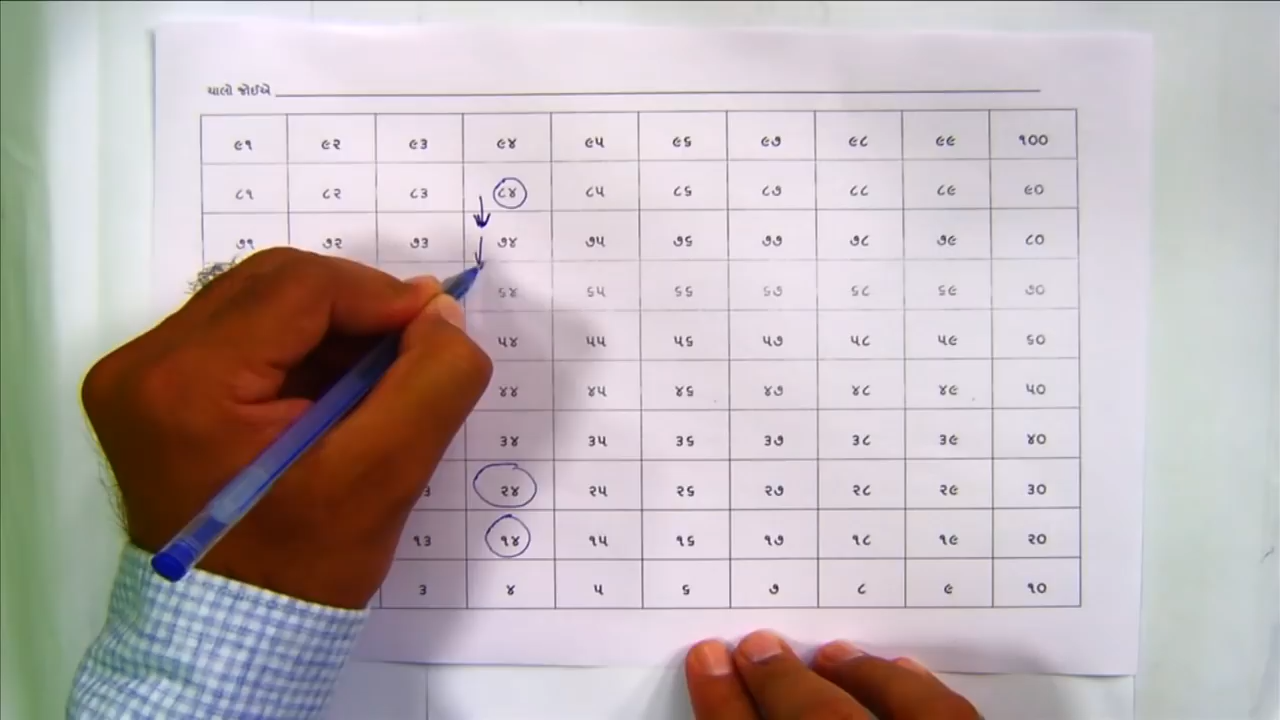 ચાલો જોઈએ
૯૧ ૯૨ ૯૩ ૯૪ ૯૫ ૯૬ ૯૭ ૯૮ ૯૯ ૧૦૦
૮૧ ૮૨ ૮૩ ૮૪ ૮૫ ૮૬ ૮૭ ૮૮ ૮૯ ૯૦
૭૧ ૭૨ ૭૩ ૭૪ ૭૫ ૭૬ ૭૭ ૭૮ ૭૯ ૮૦
૬૪ ૬૫ ૬૬ ૬૭ ૬૮ ૬૯ ૭૦
૫૪ ૫૫ ૫૬ ૫૭ ૫૮ ૫૯ ૬૦
૪૪ ૪૫ ૪૬ ૪૭ ૪૮ ૪૯ ૫૦
૩૪ ૩૫ ૩૬ ૩૭ ૩૮ ૩૯ ૪૦
૩ ૨૪ ૨૫ ૨૬ ૨૭ ૨૮ ૨૯ ૩૦
૧૩ ૧૪ ૧૫ ૧૬ ૧૭ ૧૮ ૧૯ ૨૦
૩ ૪ ૫ ૬ ૭ ૮ ૯ ૧૦